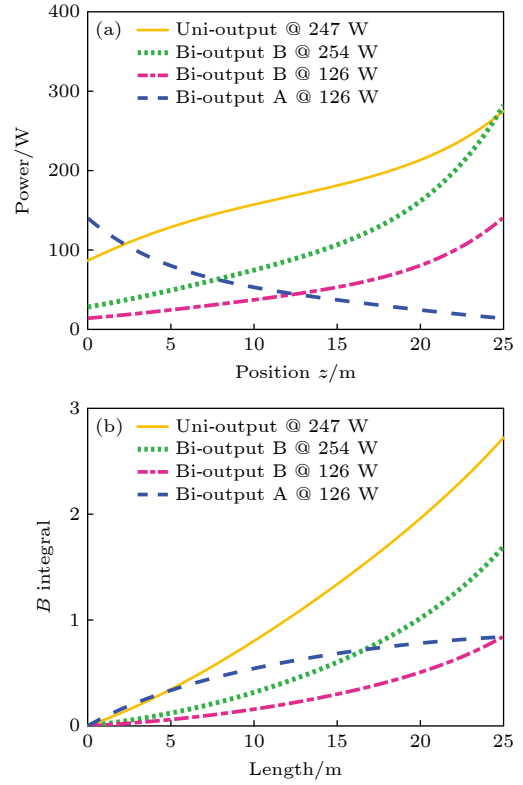 (a)
Uni-output @ 247 W
Bi-output B @ 254 W
Bi-output B @ 126 W
Bi-output A @ 126 W
400
300
200
100
0
Power/W
0 5 10 15 20 25
Position z/m
(b)
Uni-output @ 247 W
Bi-output B @ 254 W
Bi-output B @ 126 W
Bi-output A @ 126 W
3
2
1
0
B integral
0 5 10 15 20 25
Length/m